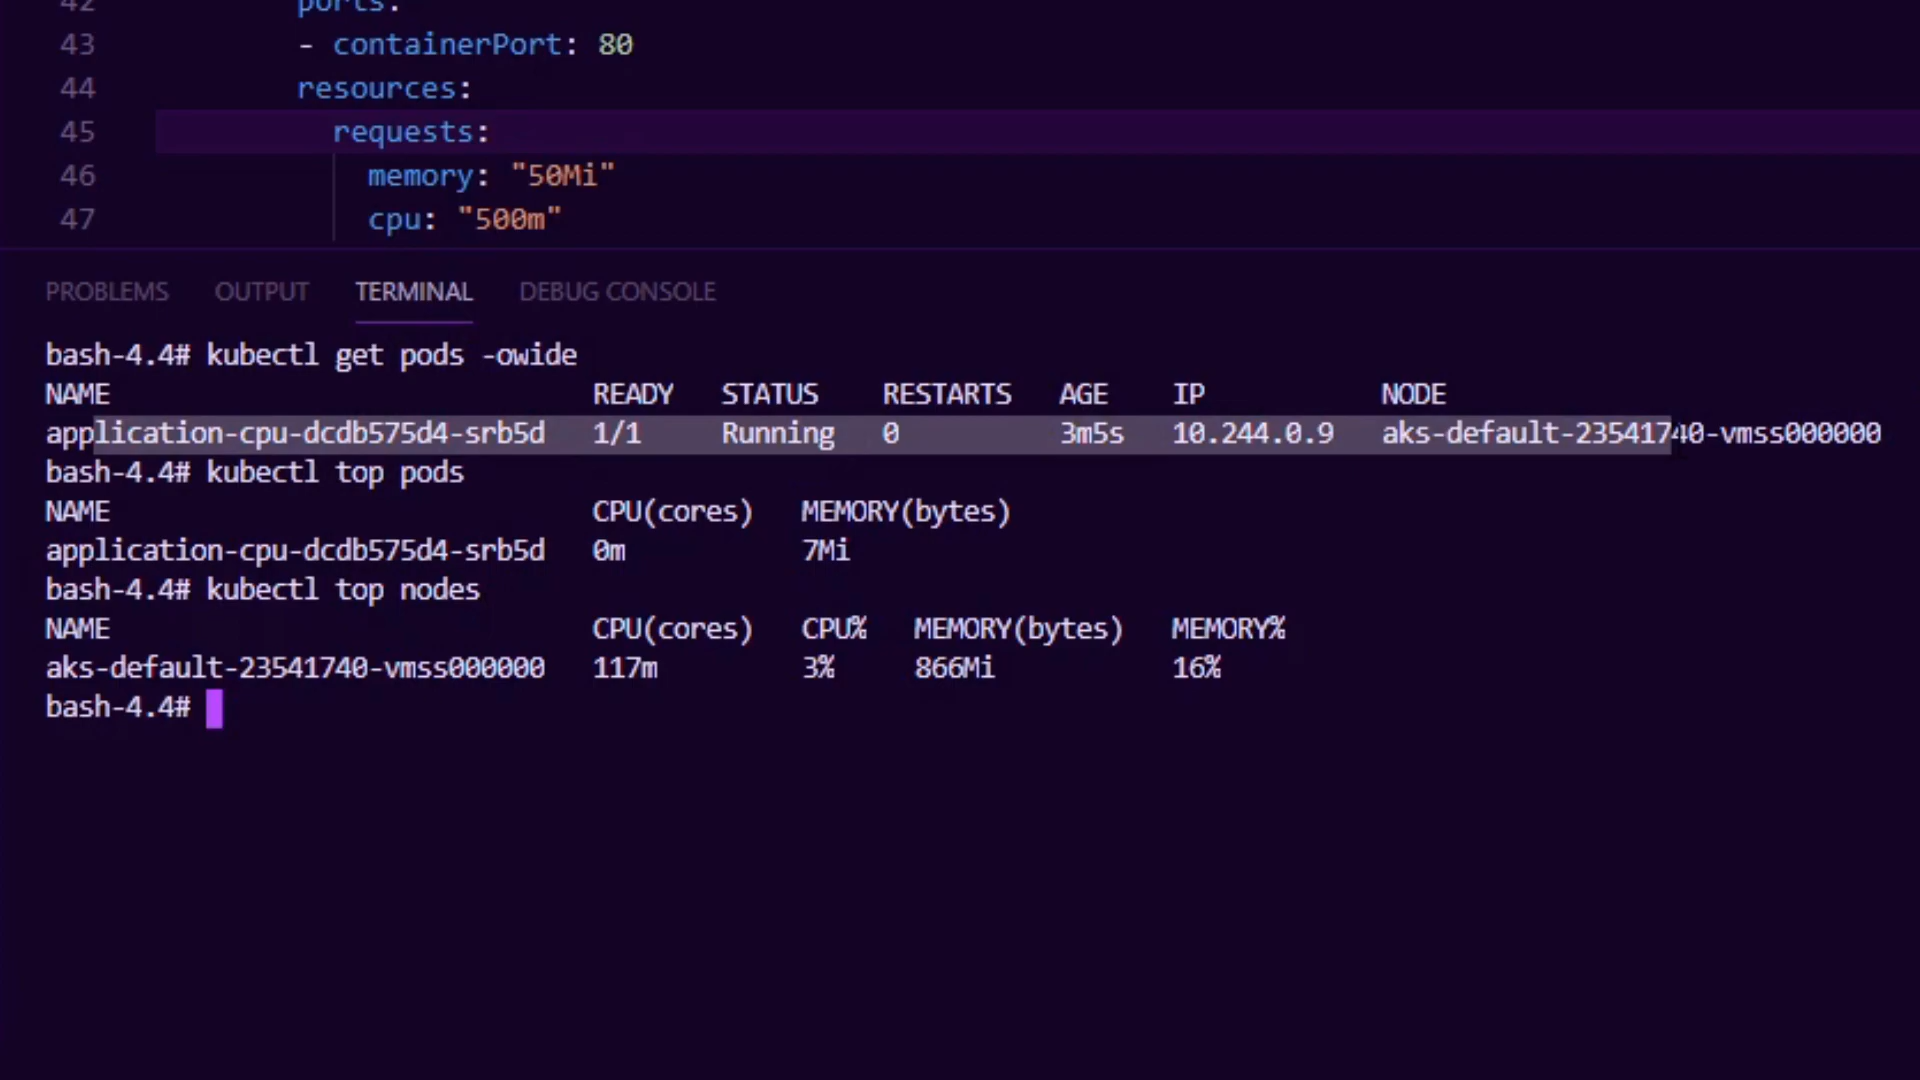 42 ports:
43 - containerPort: 80
44 resources:
45 requests:
46 memory: "50Mi"
47 cpu: "500m"
PROBLEMS OUTPUT TERMINAL DEBUG CONSOLE
bash-4.4# kubectl get pods -owide
NAME READY STATUS RESTARTS AGE IP NODE
application-cpu-dcdb575d4-srb5d 1/1 Running 0 3m5s 10.244.0.9 aks-default-23541740-vmss000000
bash-4.4# kubectl top pods
NAME CPU(cores) MEMORY(bytes)
application-cpu-dcdb575d4-srb5d 0m 7Mi
bash-4.4# kubectl top nodes
NAME CPU(cores) CPU% MEMORY(bytes) MEMORY%
aks-default-23541740-vmss000000 117m 3% 866Mi 16%
bash-4.4#